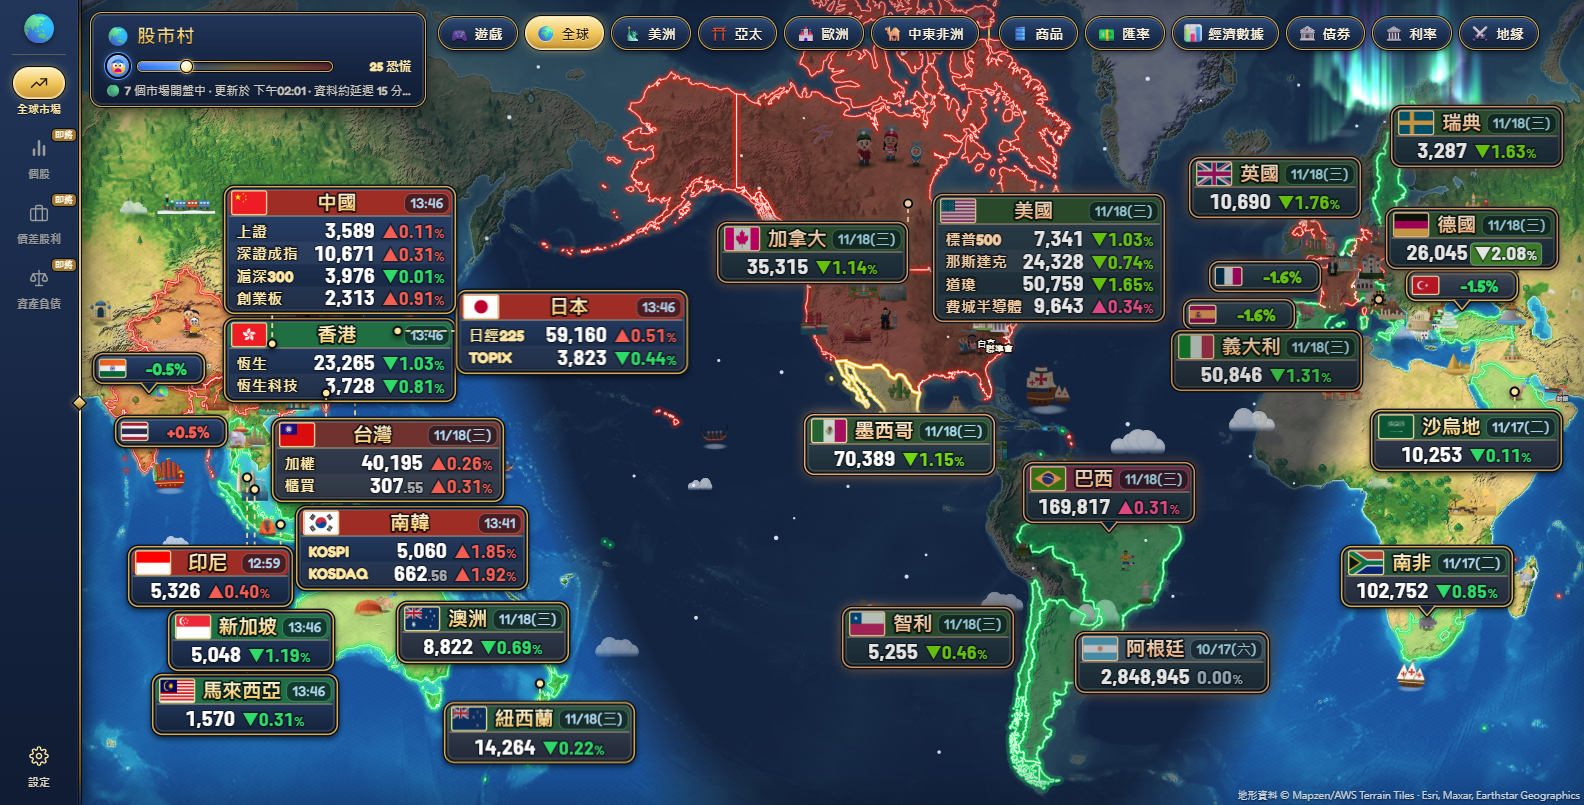 股市村
25 恐慌
7 個市場開盤中 · 更新於 下午02:01 · 資料約延遲 15 分...
遊戲
全球
美洲
亞太
歐洲
中東非洲
商品
匯率
經濟數據
債券
利率
地緣
全球市場
即將
個股
即將
價差股利
即將
資產負債
設定
中國 13:46
上證 3,589 ▲0.11%
深證成指 10,671 ▲0.31%
滬深300 3,976 ▼0.01%
創業板 2,313 ▲0.91%
香港 13:46
恆生 23,265 ▼1.03%
恆生科技 3,728 ▼0.81%
日本 13:46
日經225 59,160 ▲0.51%
TOPIX 3,823 ▼0.44%
-0.5%
+0.5%
台灣 11/18(三)
加權 40,195 ▲0.26%
櫃買 307.55 ▲0.31%
南韓 13:41
KOSPI 5,060 ▲1.85%
KOSDAQ 662.56 ▲1.92%
印尼 12:59
5,326 ▲0.40%
新加坡 13:46
5,048 ▼1.19%
馬來西亞 13:46
1,570 ▼0.31%
澳洲 11/18(三)
8,822 ▼0.69%
紐西蘭 11/18(三)
14,264 ▼0.22%
加拿大 11/18(三)
35,315 ▼1.14%
美國 11/18(三)
標普500 7,341 ▼1.03%
那斯達克 24,328 ▼0.74%
道瓊 50,759 ▼1.65%
費城半導體 9,643 ▲0.34%
墨西哥 11/18(三)
70,389 ▼1.15%
巴西 11/18(三)
169,817 ▲0.31%
智利 11/18(三)
5,255 ▼0.46%
阿根廷 10/17(六)
2,848,945 0.00%
瑞典 11/18(三)
3,287 ▼1.63%
英國 11/18(三)
10,690 ▼1.76%
德國 11/18(三)
26,045 ▼2.08%
-1.6%
-1.5%
-1.6%
義大利 11/18(三)
50,846 ▼1.31%
沙烏地 11/17(二)
10,253 ▼0.11%
南非 11/17(二)
102,752 ▼0.85%
地形資料 © Mapzen/AWS Terrain Tiles · Esri, Maxar, Earthstar Geographics